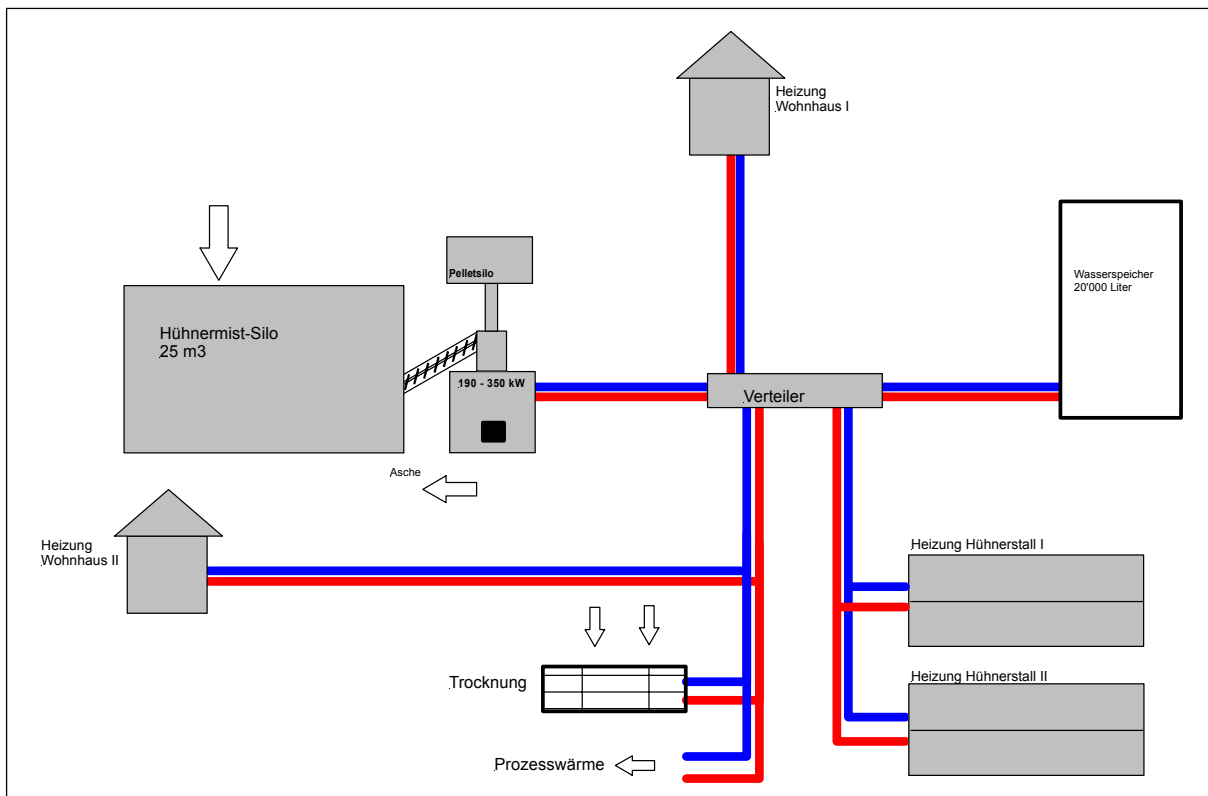 Heizung
Wohnhaus I
Pelletsilo
Wasserspeicher
20'000 Liter
Hühnermist-Silo
25 m3
190 - 350 kW
Verteiler
Asche
Heizung
Wohnhaus II
Heizung Hühnerstall I
Trocknung
Heizung Hühnerstall II
Prozesswärme